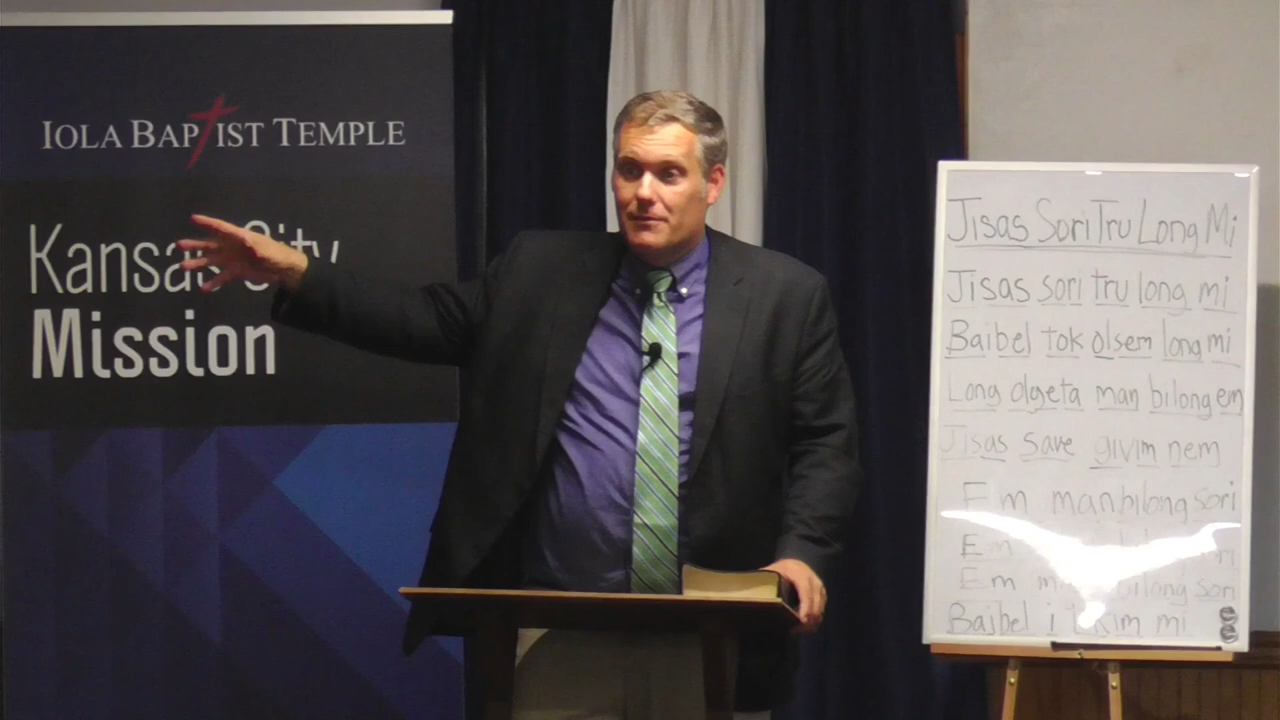 IOLA BAPTIST TEMPLE
Kansas City
Mission
Jisas Sori Tru Long Mi
Jisas sori tru long mi
Baibel tok olsem long mi
Long olgeta man bilong em
Jisas save givim nem
Em man bilong sori
Em
Em bilong sori
Baibel i mi